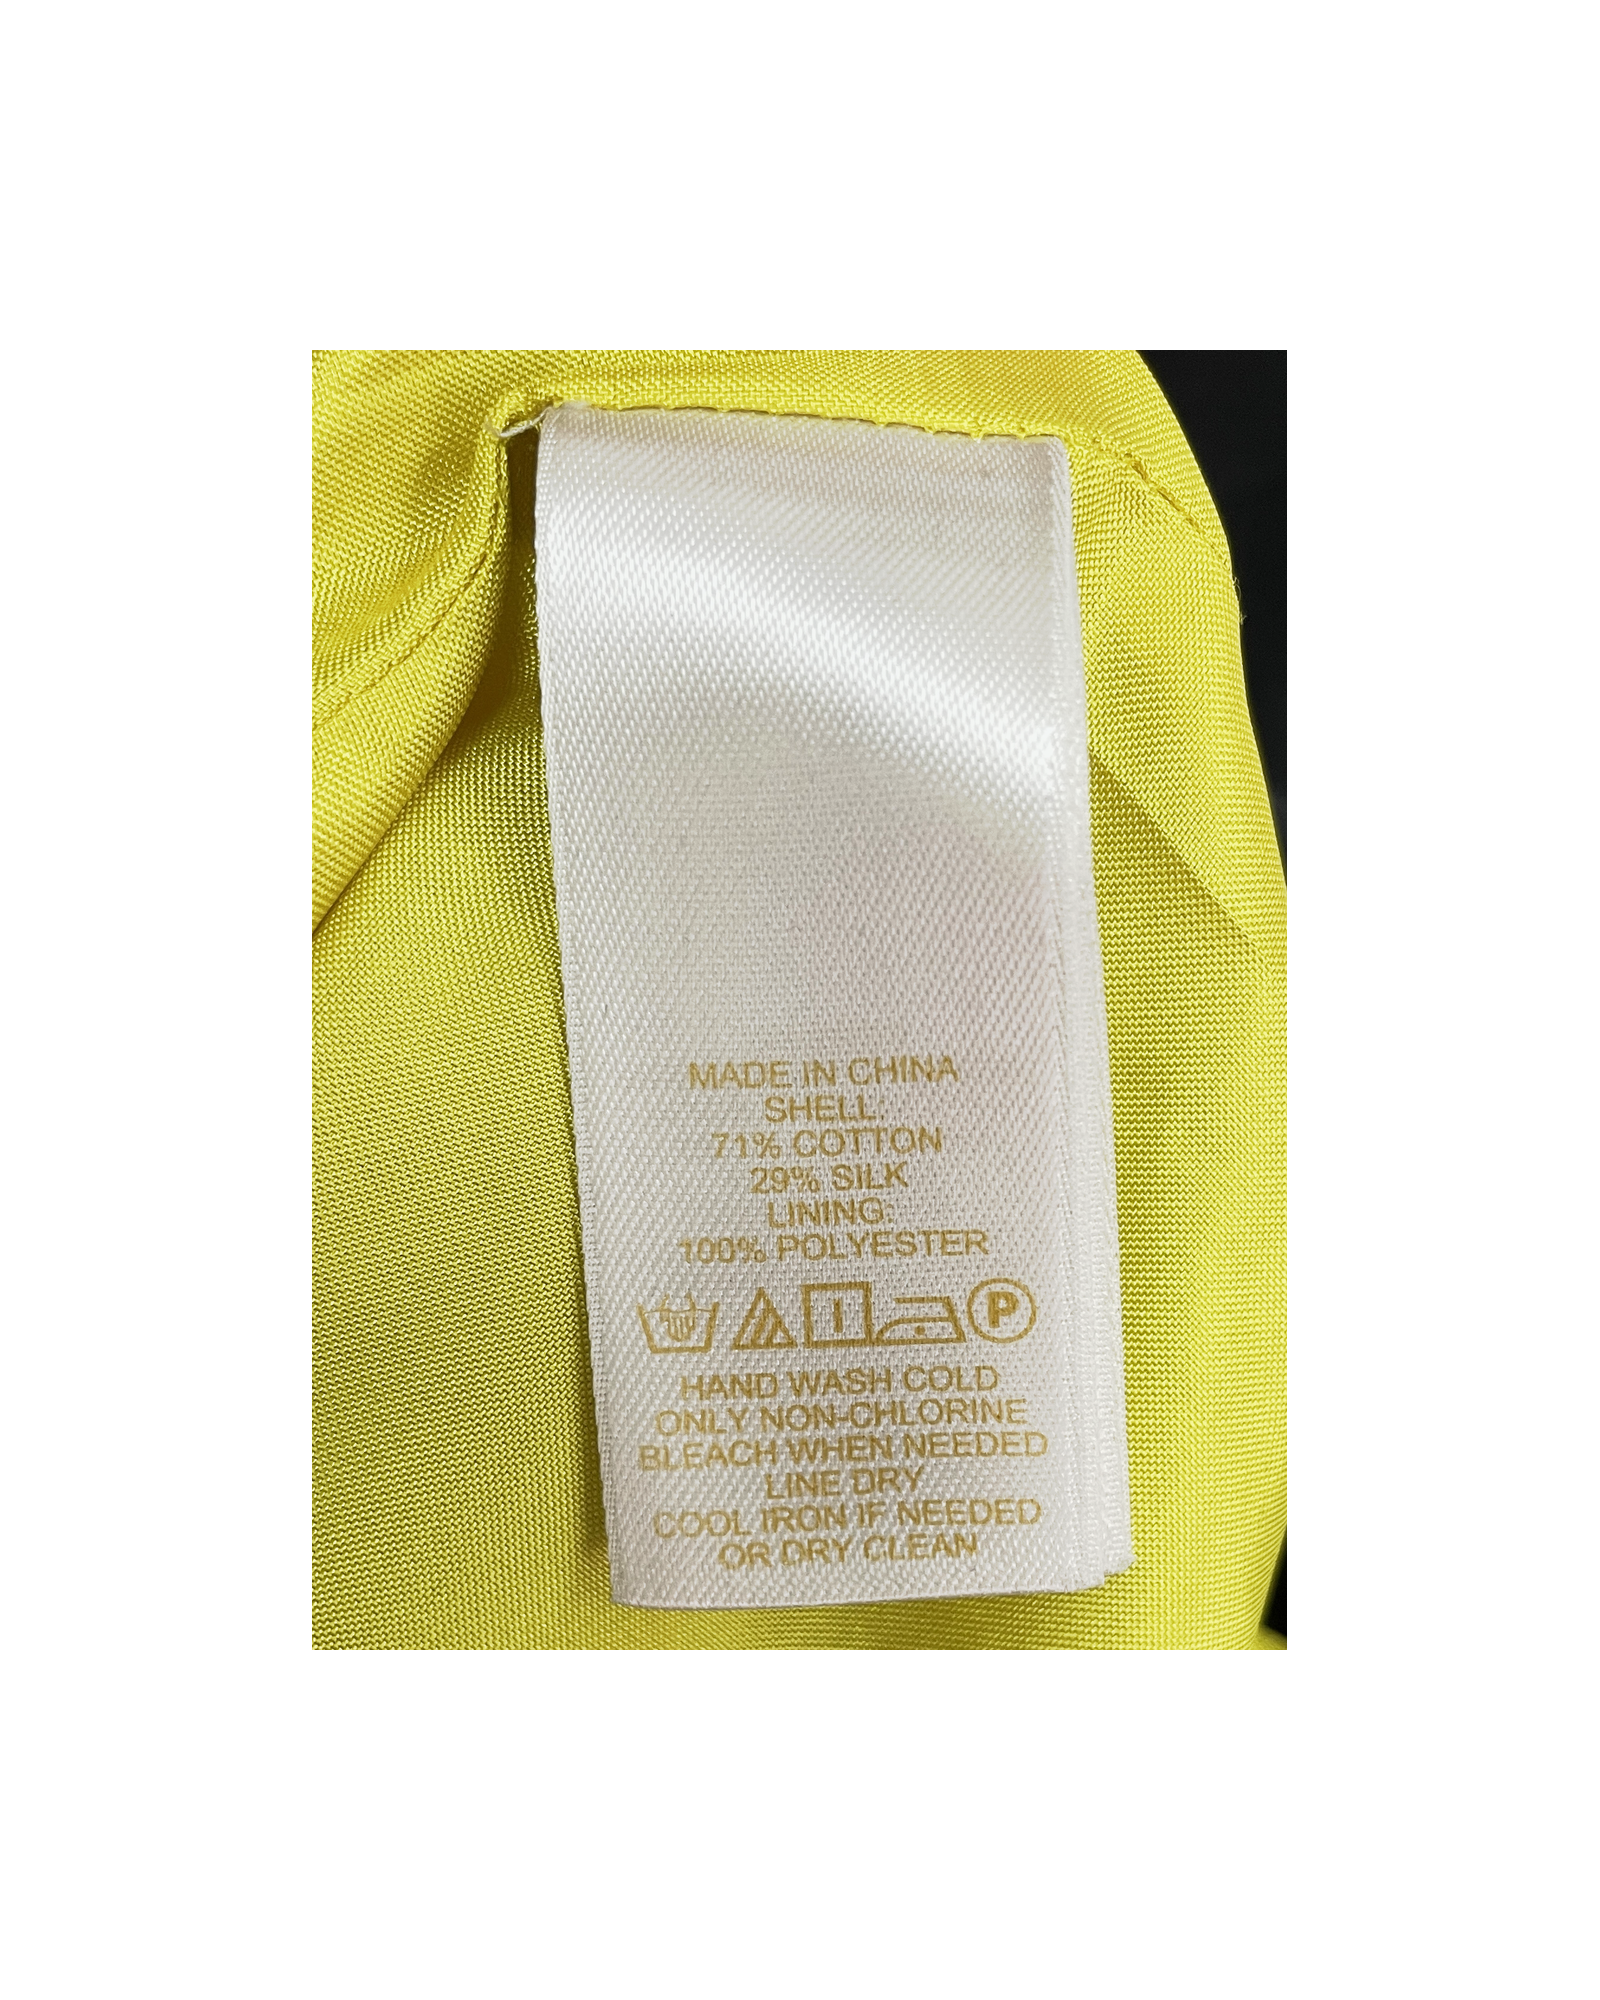 MADE IN CHINA
SHELL:
71% COTTON
29% SILK
LINING:
100% POLYESTER
P
HAND WASH COLD
ONLY NON-CHLORINE
BLEACH WHEN NEEDED
LINE DRY
COOL IRON IF NEEDED
OR DRY CLEAN